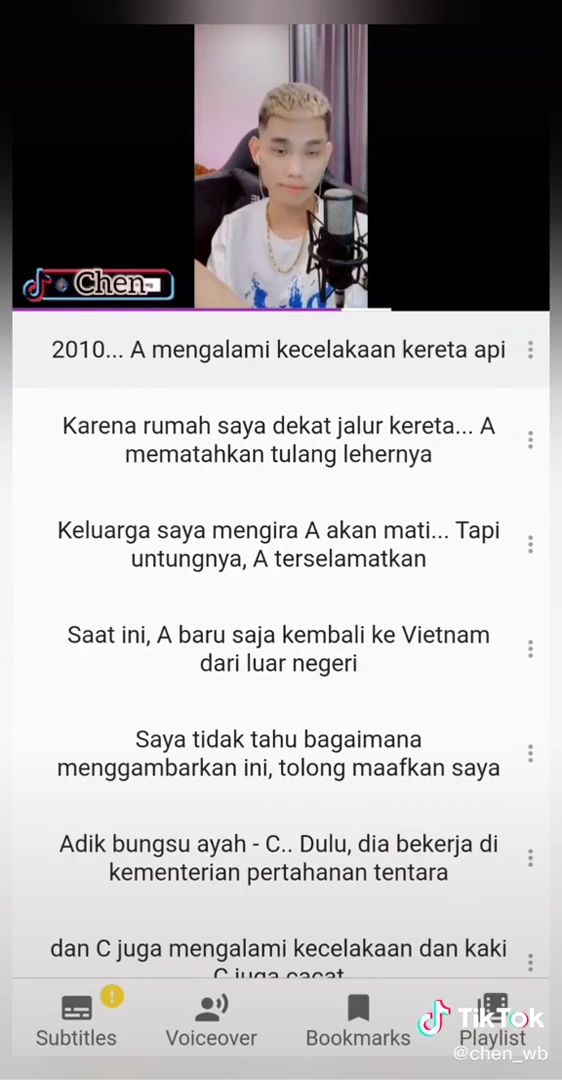 Chen
2010... A mengalami kecelakaan kereta api
Karena rumah saya dekat jalur kereta... A
mematahkan tulang lehernya
Keluarga saya mengira A akan mati... Tapi
untungnya, A terselamatkan
Saat ini, A baru saja kembali ke Vietnam
dari luar negeri
Saya tidak tahu bagaimana
menggambarkan ini, tolong maafkan saya
Adik bungsu ayah - C.. Dulu, dia bekerja di
kementerian pertahanan tentara
dan C juga mengalami kecelakaan dan kaki
C juga cacat
Subtitles
Voiceover
Bookmarks
Playlist
TikTok
@chen_wb